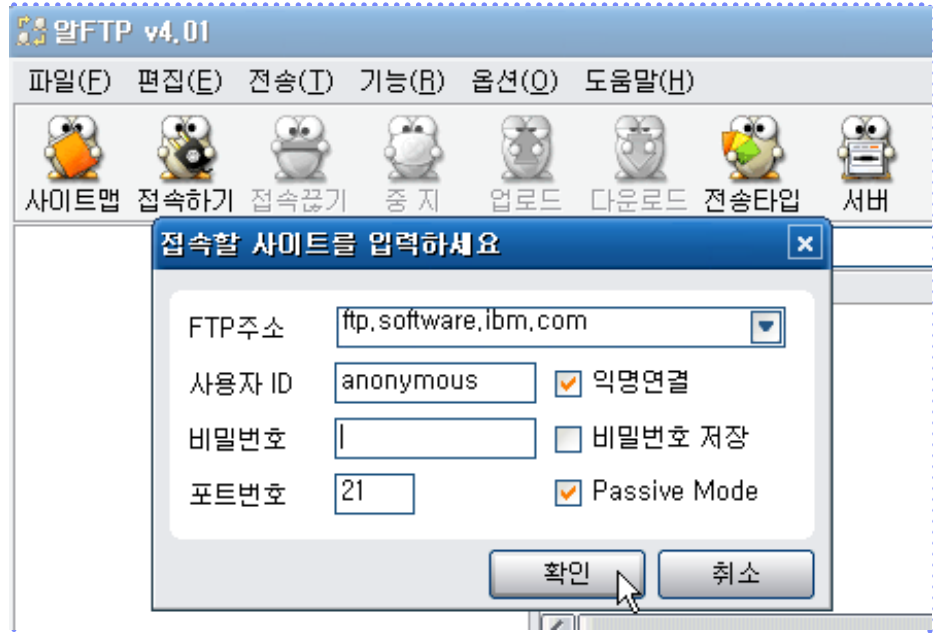 알FTP v4.01
파일(F) 편집(E) 전송(T) 기능(R) 옵션(O) 도움말(H)
사이트맵 접속하기 접속끊기 중 지 업로드 다운로드 전송타입 서버
접속할 사이트를 입력하세요
FTP주소 ftp.software.ibm.com
사용자 ID anonymous 익명연결
비밀번호 비밀번호 저장
포트번호 21 Passive Mode
확인 취소